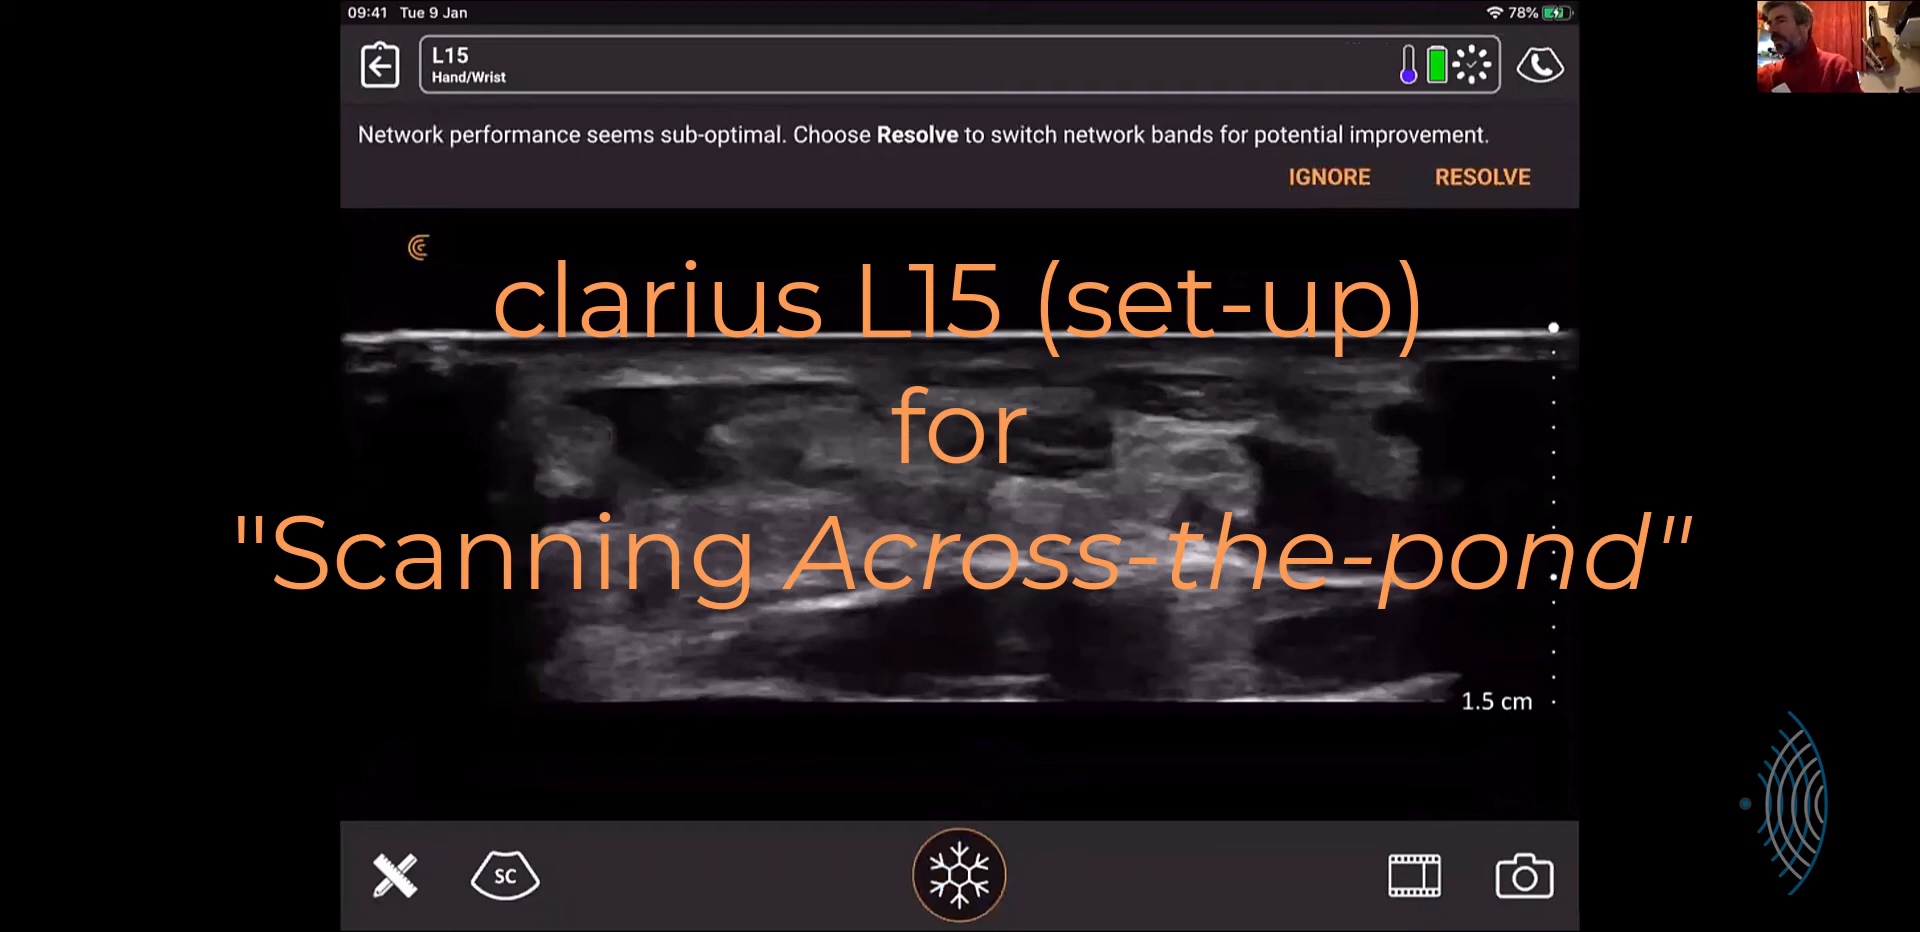 09:41 Tue 9 Jan
78%
L15
Hand/Wrist
Network performance seems sub-optimal. Choose Resolve to switch network bands for potential improvement.
IGNORE RESOLVE
clarius L15 (set-up)
for
"Scanning Across-the-pond"
1.5 cm
SC